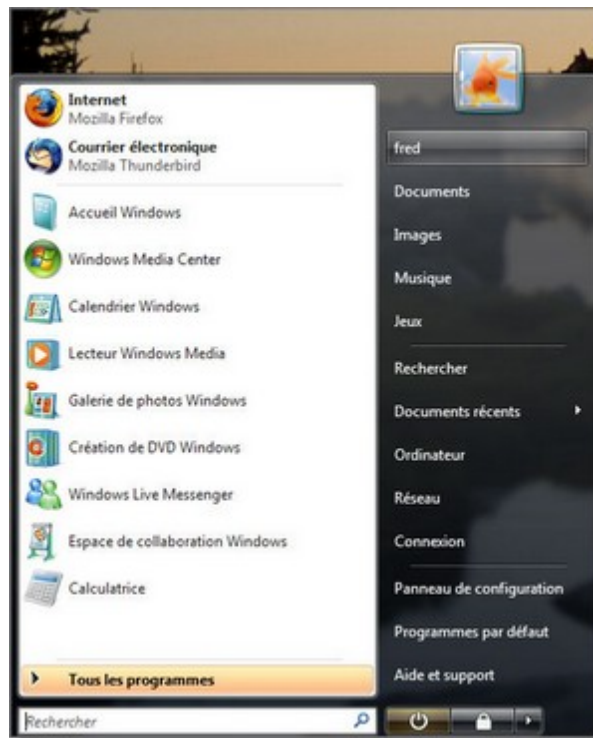 Internet
Mozilla Firefox
Courrier électronique
Mozilla Thunderbird
Accueil Windows
Windows Media Center
Calendrier Windows
Lecteur Windows Media
Galerie de photos Windows
Création de DVD Windows
Windows Live Messenger
Espace de collaboration Windows
Calculatrice
Tous les programmes
Rechercher
fred
Documents
Images
Musique
Jeux
Rechercher
Documents récents
Ordinateur
Réseau
Connexion
Panneau de configuration
Programmes par défaut
Aide et support